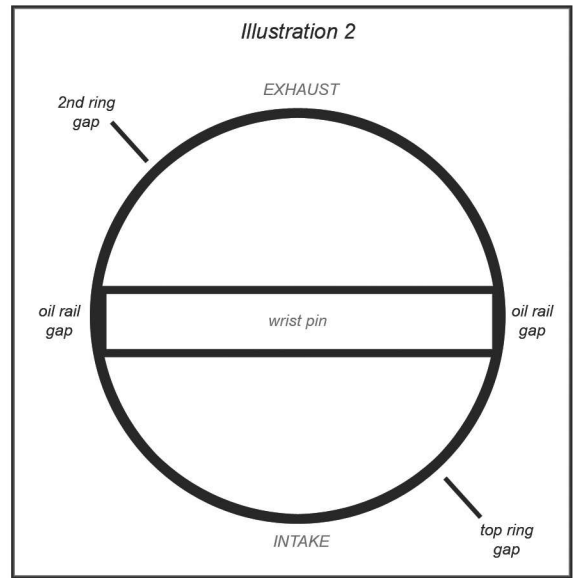 Illustration 2
EXHAUST
2nd ring
gap
oil rail
gap
wrist pin
oil rail
gap
top ring
gap
INTAKE